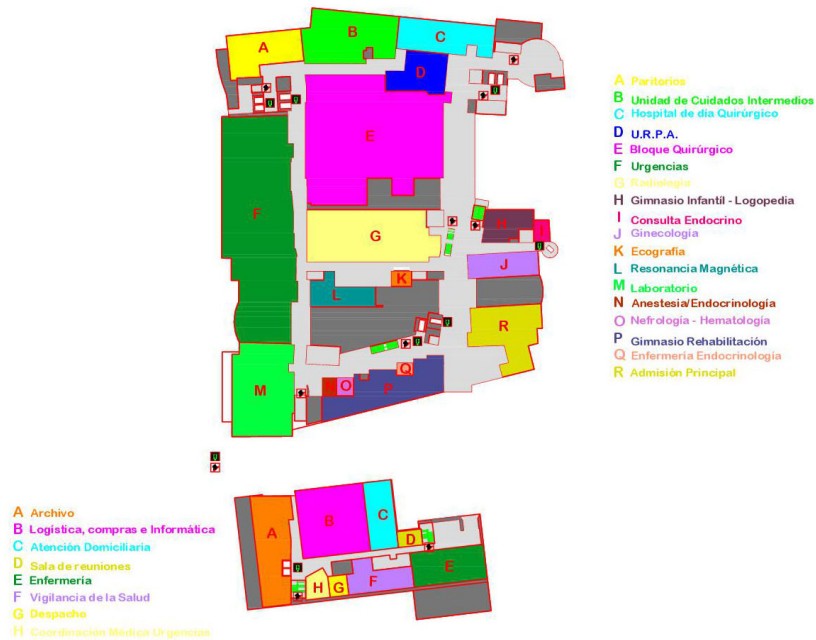 A
B
C
D
E
F
G
H
I
J
K
L
R
Q
N O
P
M
A Paritorios
B Unidad de Cuidados Intermedios
C Hospital de día Quirúrgico
D U.R.P.A.
E Bloque Quirúrgico
F Urgencias
G Radiología
H Gimnasio Infantil - Logopedia
I Consulta Endocrino
J Ginecología
K Ecografía
L Resonancia Magnética
M Laboratorio
N Anestesia/Endocrinología
O Nefrología - Hematología
P Gimnasio Rehabilitación
Q Enfermería Endocrinología
R Admisión Principal
A
B
C
D
E
F
G
H
A Archivo
B Logística, compras e Informática
C Atención Domiciliaria
D Sala de reuniones
E Enfermería
F Vigilancia de la Salud
G Despacho
H Coordinación Médica Urgencias